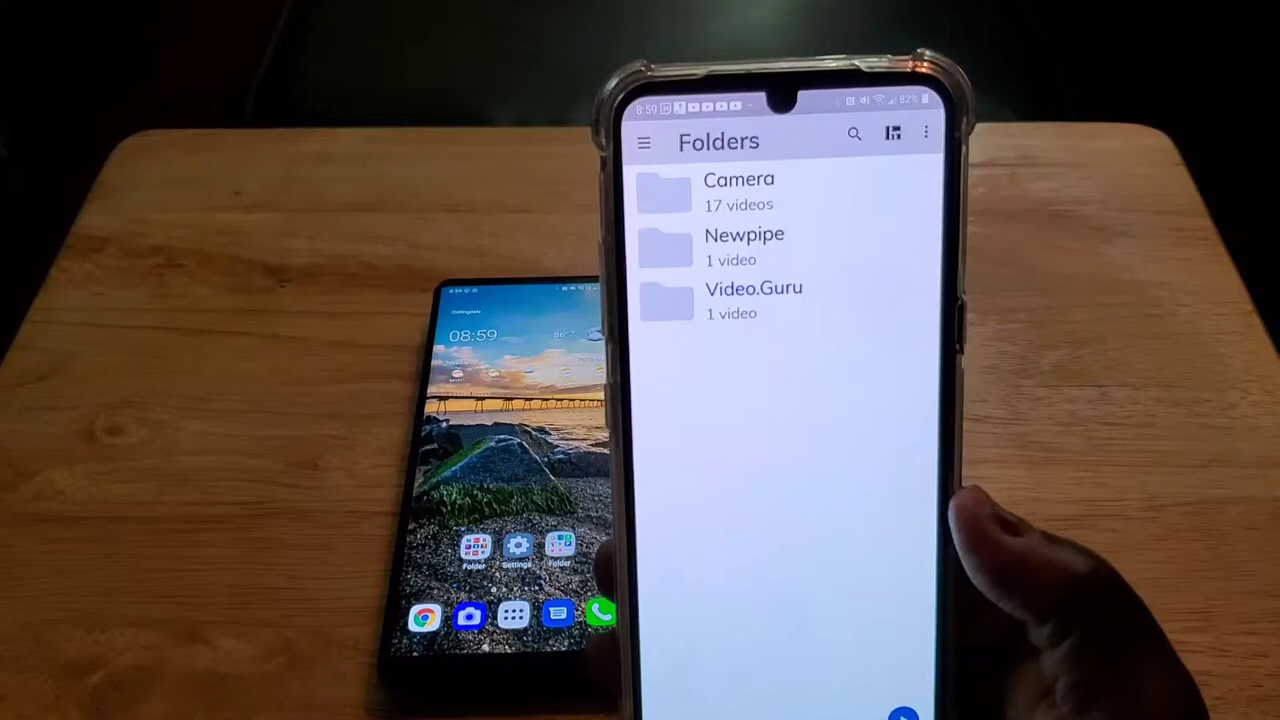 8:59
82%
Folders
Camera
17 videos
Newpipe
1 video
Video.Guru
1 video
08:59
86°
Folder
Settings
Folder